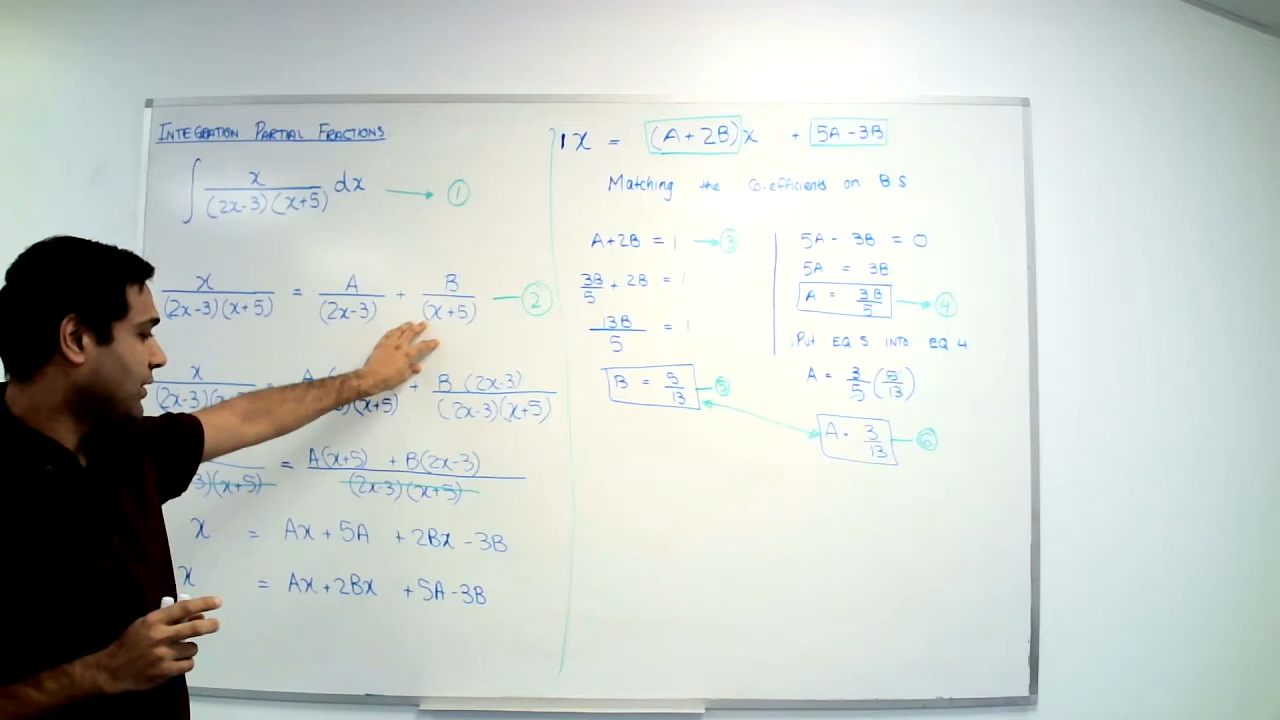 INTEGRATION PARTIAL FRACTIONS
∫ x / (2x-3)(x+5) dx → ①
x / (2x-3)(x+5) = A / (2x-3) + B / (x+5) — ②
x / (2x-3)(x+5) = A / (x+5) + B (2x-3) / (2x-3)(x+5)
3)(x+5) = A(x+5) + B(2x-3) / (2x-3)(x+5)
x = Ax + 5A + 2Bx - 3B
x = Ax + 2Bx + 5A - 3B
1x = (A + 2B)x + 5A - 3B
Matching the Co-efficients on BS
A + 2B = 1 → ③
3B / 5 + 2B = 1
13B / 5 = 1
B = 5 / 13 — ⑤
5A - 3B = 0
5A = 3B
A = 3B / 5 → ④
Put EQ 5 INTO EQ 4
A = 3 / 5 (5 / 13)
A = 3 / 13 — ⑥